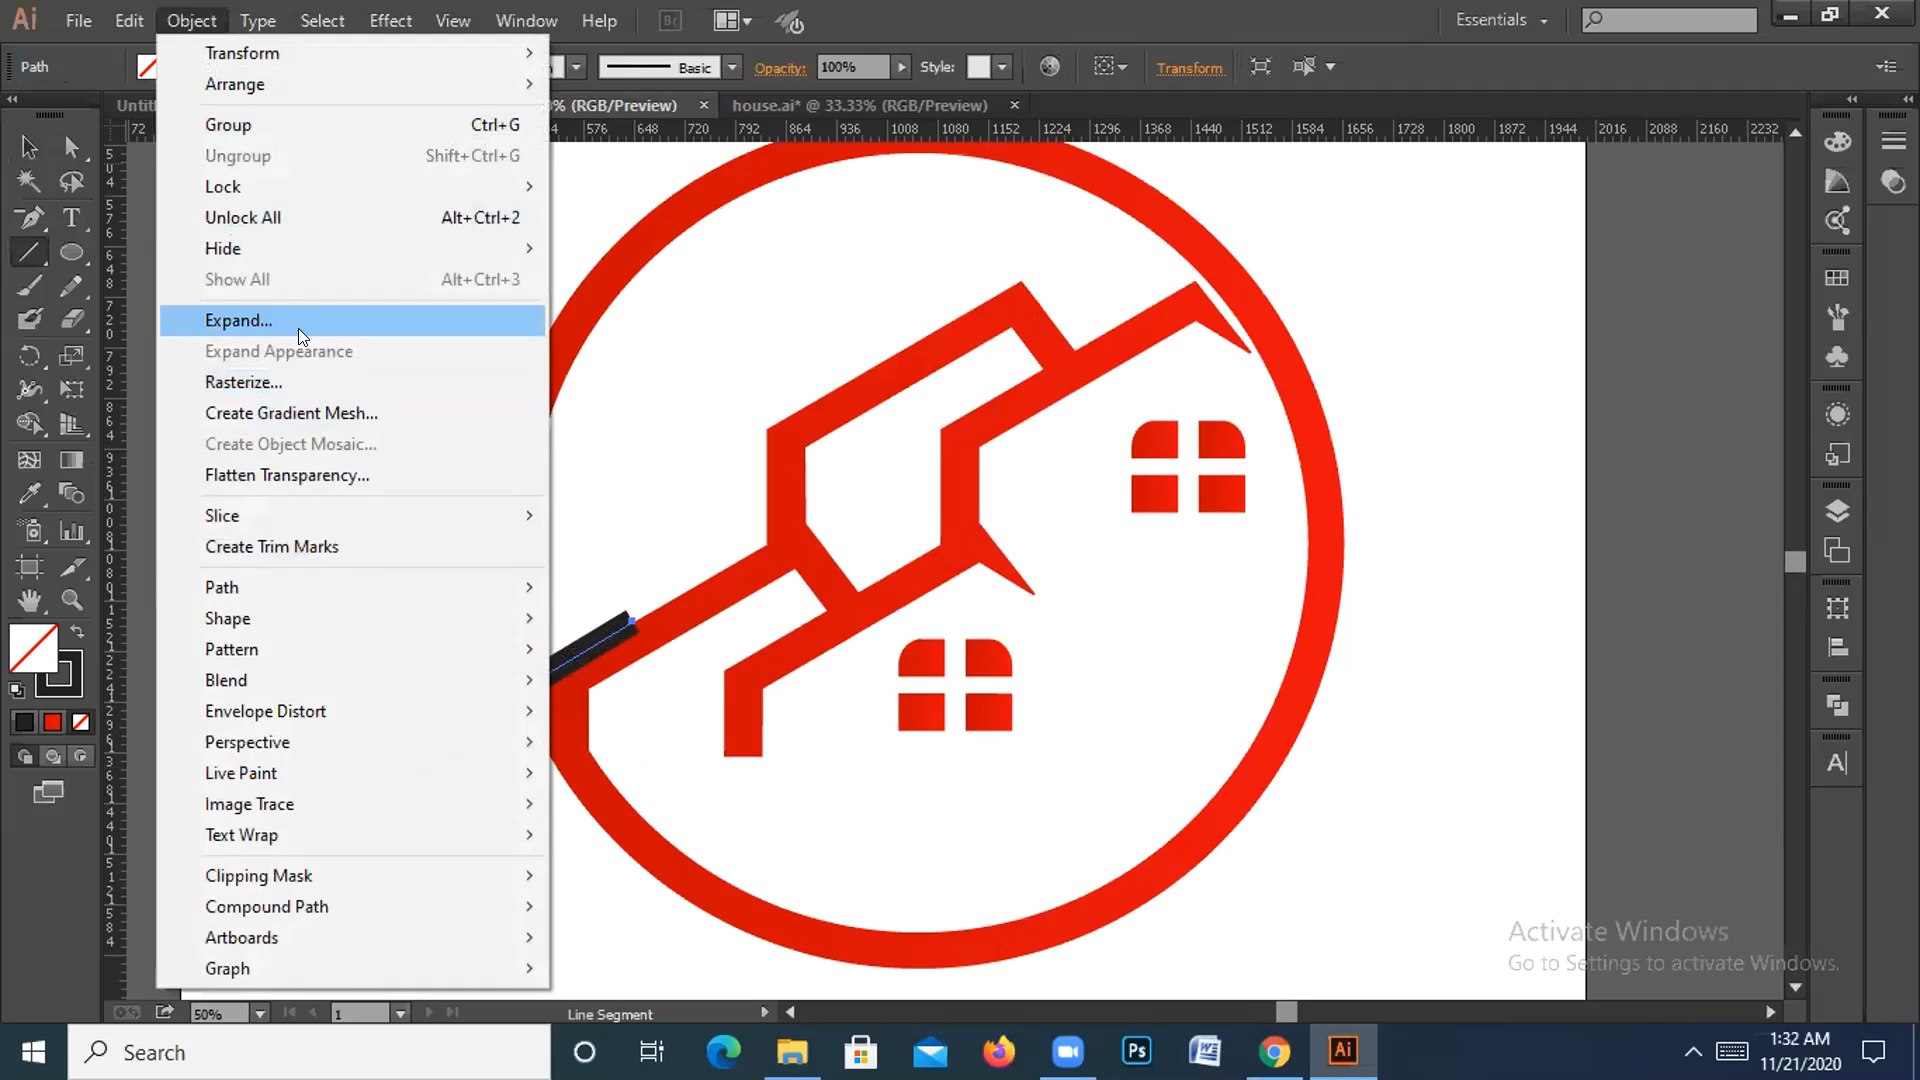 Ai File Edit Object Type Select Effect View Window Help Br Essentials
Path Basic Opacity: 100% Style: Transform
0% (RGB/Preview) × house.ai* @ 33.33% (RGB/Preview) ×
72 576 648 720 792 864 936 1008 1080 1152 1224 1296 1368 1440 1512 1584 1656 1728 1800 1872 1944 2016 2088 2160 2232
Transform
Arrange
Group Ctrl+G
Ungroup Shift+Ctrl+G
Lock
Unlock All Alt+Ctrl+2
Hide
Show All Alt+Ctrl+3
Expand...
Expand Appearance
Rasterize...
Create Gradient Mesh...
Create Object Mosaic...
Flatten Transparency...
Slice
Create Trim Marks
Path
Shape
Pattern
Blend
Envelope Distort
Perspective
Live Paint
Image Trace
Text Wrap
Clipping Mask
Compound Path
Artboards
Graph
Activate Windows
Go to Settings to activate Windows.
50% 1 Line Segment
Search
Ps
Ai
1:32 AM
11/21/2020